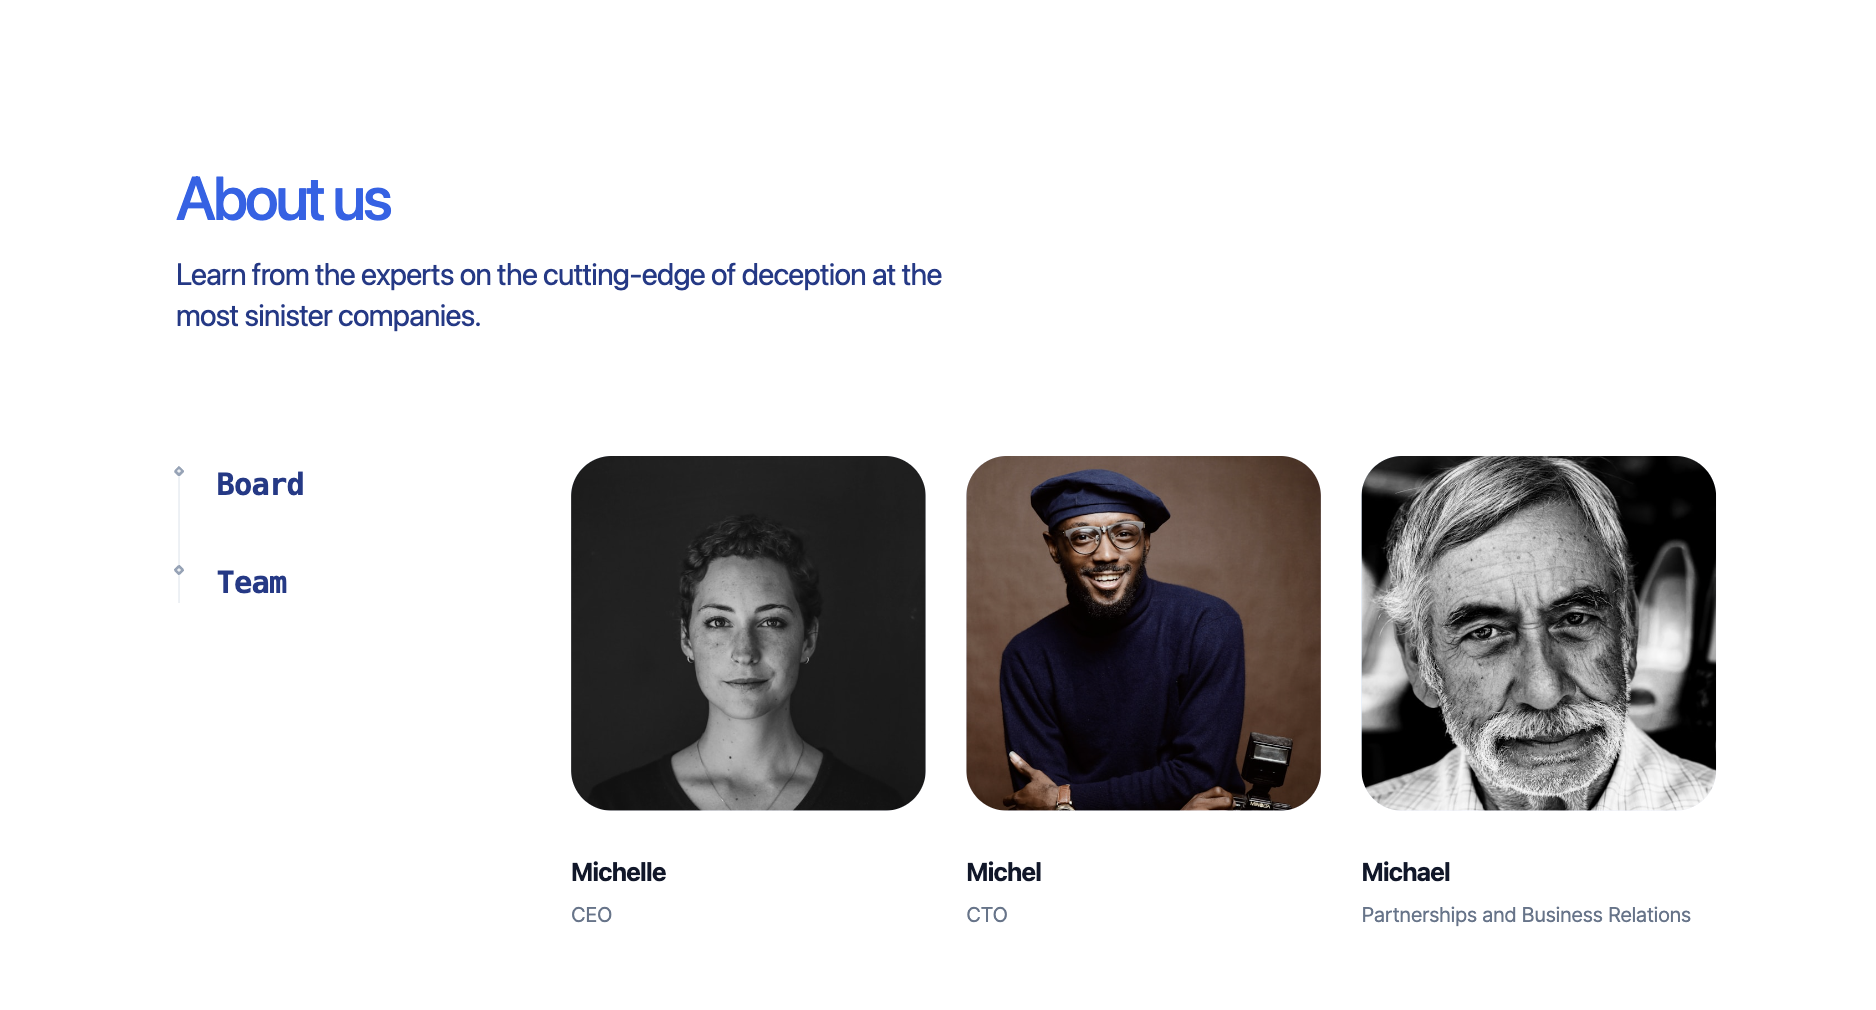 About us
Learn from the experts on the cutting-edge of deception at the
most sinister companies.
Board
Team
Michelle
CEO
Michel
CTO
Michael
Partnerships and Business Relations